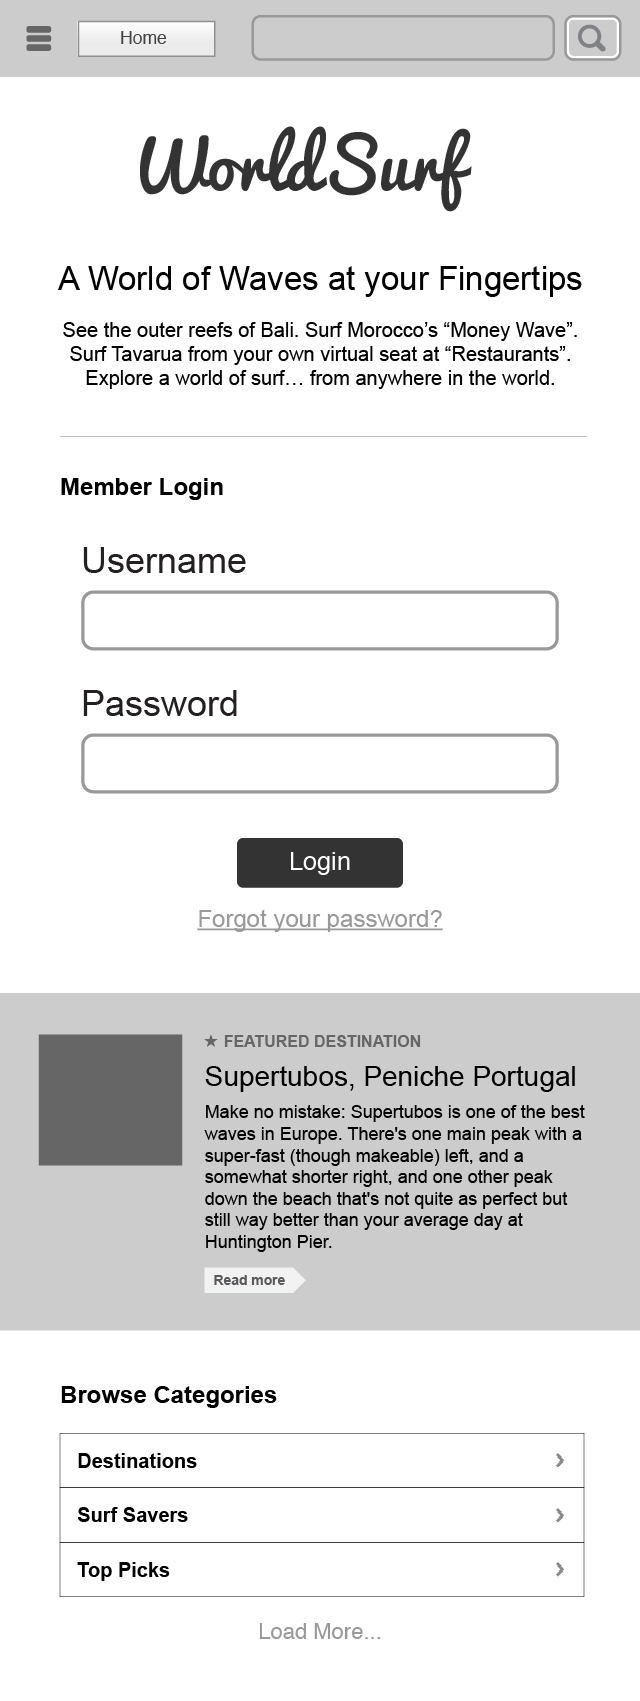 Home
WorldSurf
A World of Waves at your Fingertips
See the outer reefs of Bali. Surf Morocco’s “Money Wave”.
Surf Tavarua from your own virtual seat at “Restaurants”.
Explore a world of surf… from anywhere in the world.
Member Login
Username
Password
Login
Forgot your password?
★ FEATURED DESTINATION
Supertubos, Peniche Portugal
Make no mistake: Supertubos is one of the best
waves in Europe. There's one main peak with a
super-fast (though makeable) left, and a
somewhat shorter right, and one other peak
down the beach that's not quite as perfect but
still way better than your average day at
Huntington Pier.
Read more
Browse Categories
Destinations
Surf Savers
Top Picks
Load More...